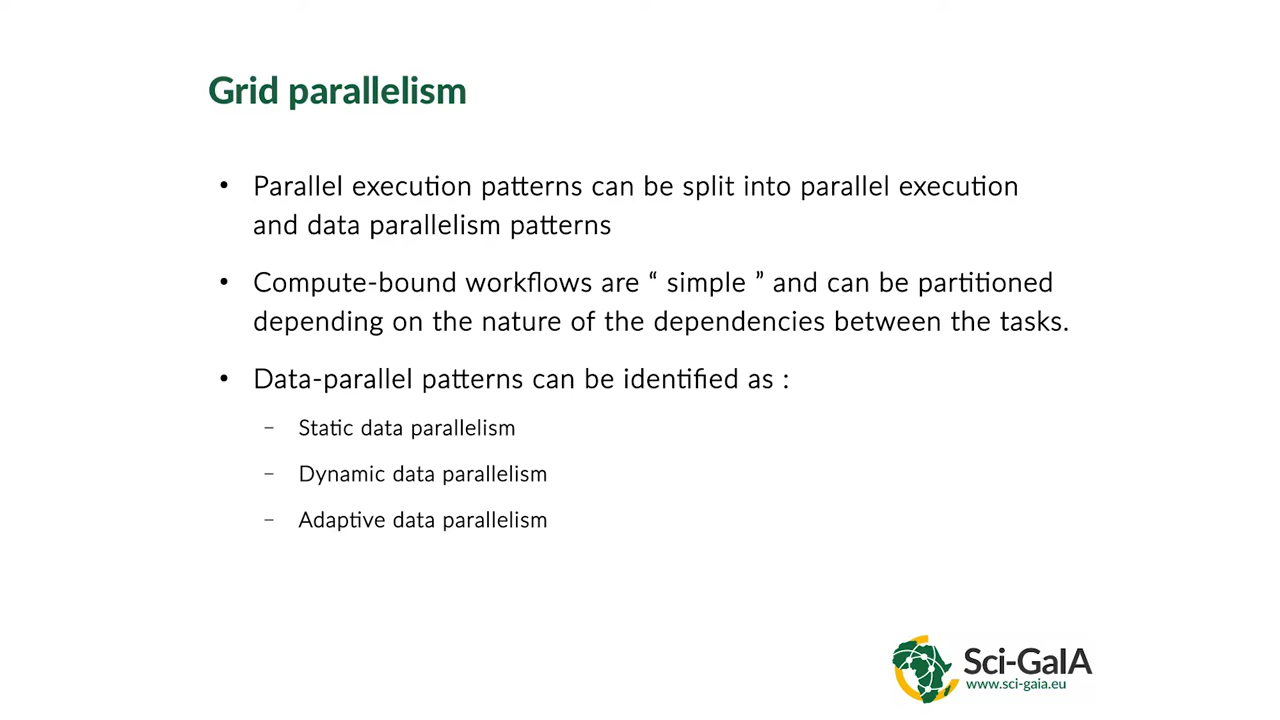 Grid parallelism
• Parallel execution patterns can be split into parallel execution
and data parallelism patterns
• Compute-bound workflows are “ simple ” and can be partitioned
depending on the nature of the dependencies between the tasks.
• Data-parallel patterns can be identified as :
– Static data parallelism
– Dynamic data parallelism
– Adaptive data parallelism
Sci-GaIA
www.sci-gaia.eu